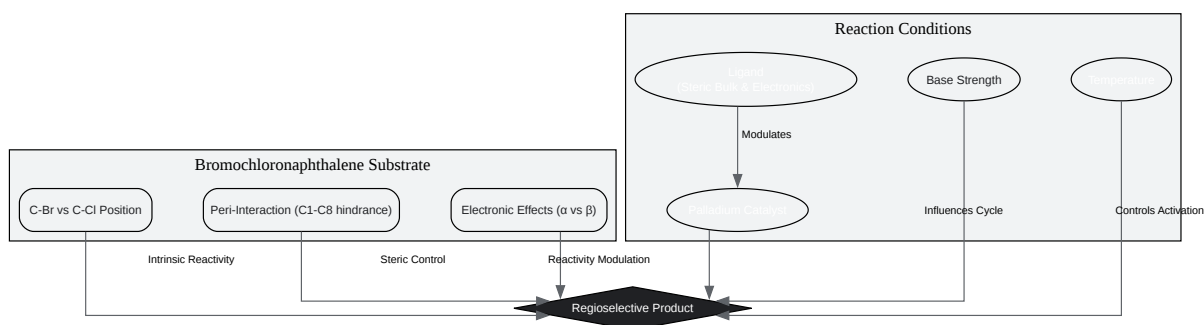 Reaction Conditions
Ligand
(Steric Bulk & Electronics)
Base Strength
Temperature
Modulates
Bromochloronaphthalene Substrate
C-Br vs C-Cl Position
Peri-Interaction (C1-C8 hindrance)
Electronic Effects (α vs β)
Palladium Catalyst
Influences Cycle
Controls Activation
Intrinsic Reactivity
Steric Control
Reactivity Modulation
Regioselective Product